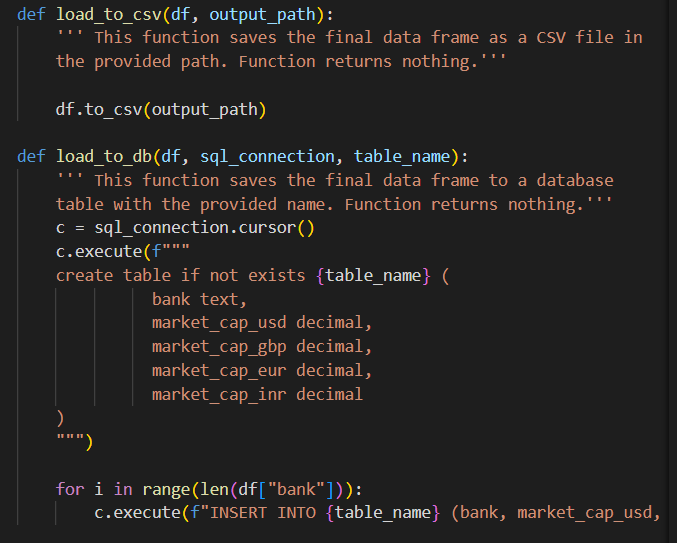 def load_to_csv(df, output_path):
''' This function saves the final data frame as a CSV file in
the provided path. Function returns nothing.'''
df.to_csv(output_path)
def load_to_db(df, sql_connection, table_name):
''' This function saves the final data frame to a database
table with the provided name. Function returns nothing.'''
c = sql_connection.cursor()
c.execute(f"""
create table if not exists {table_name} (
bank text,
market_cap_usd decimal,
market_cap_gbp decimal,
market_cap_eur decimal,
market_cap_inr decimal
)
""")
for i in range(len(df["bank"])):
c.execute(f"INSERT INTO {table_name} (bank, market_cap_usd,